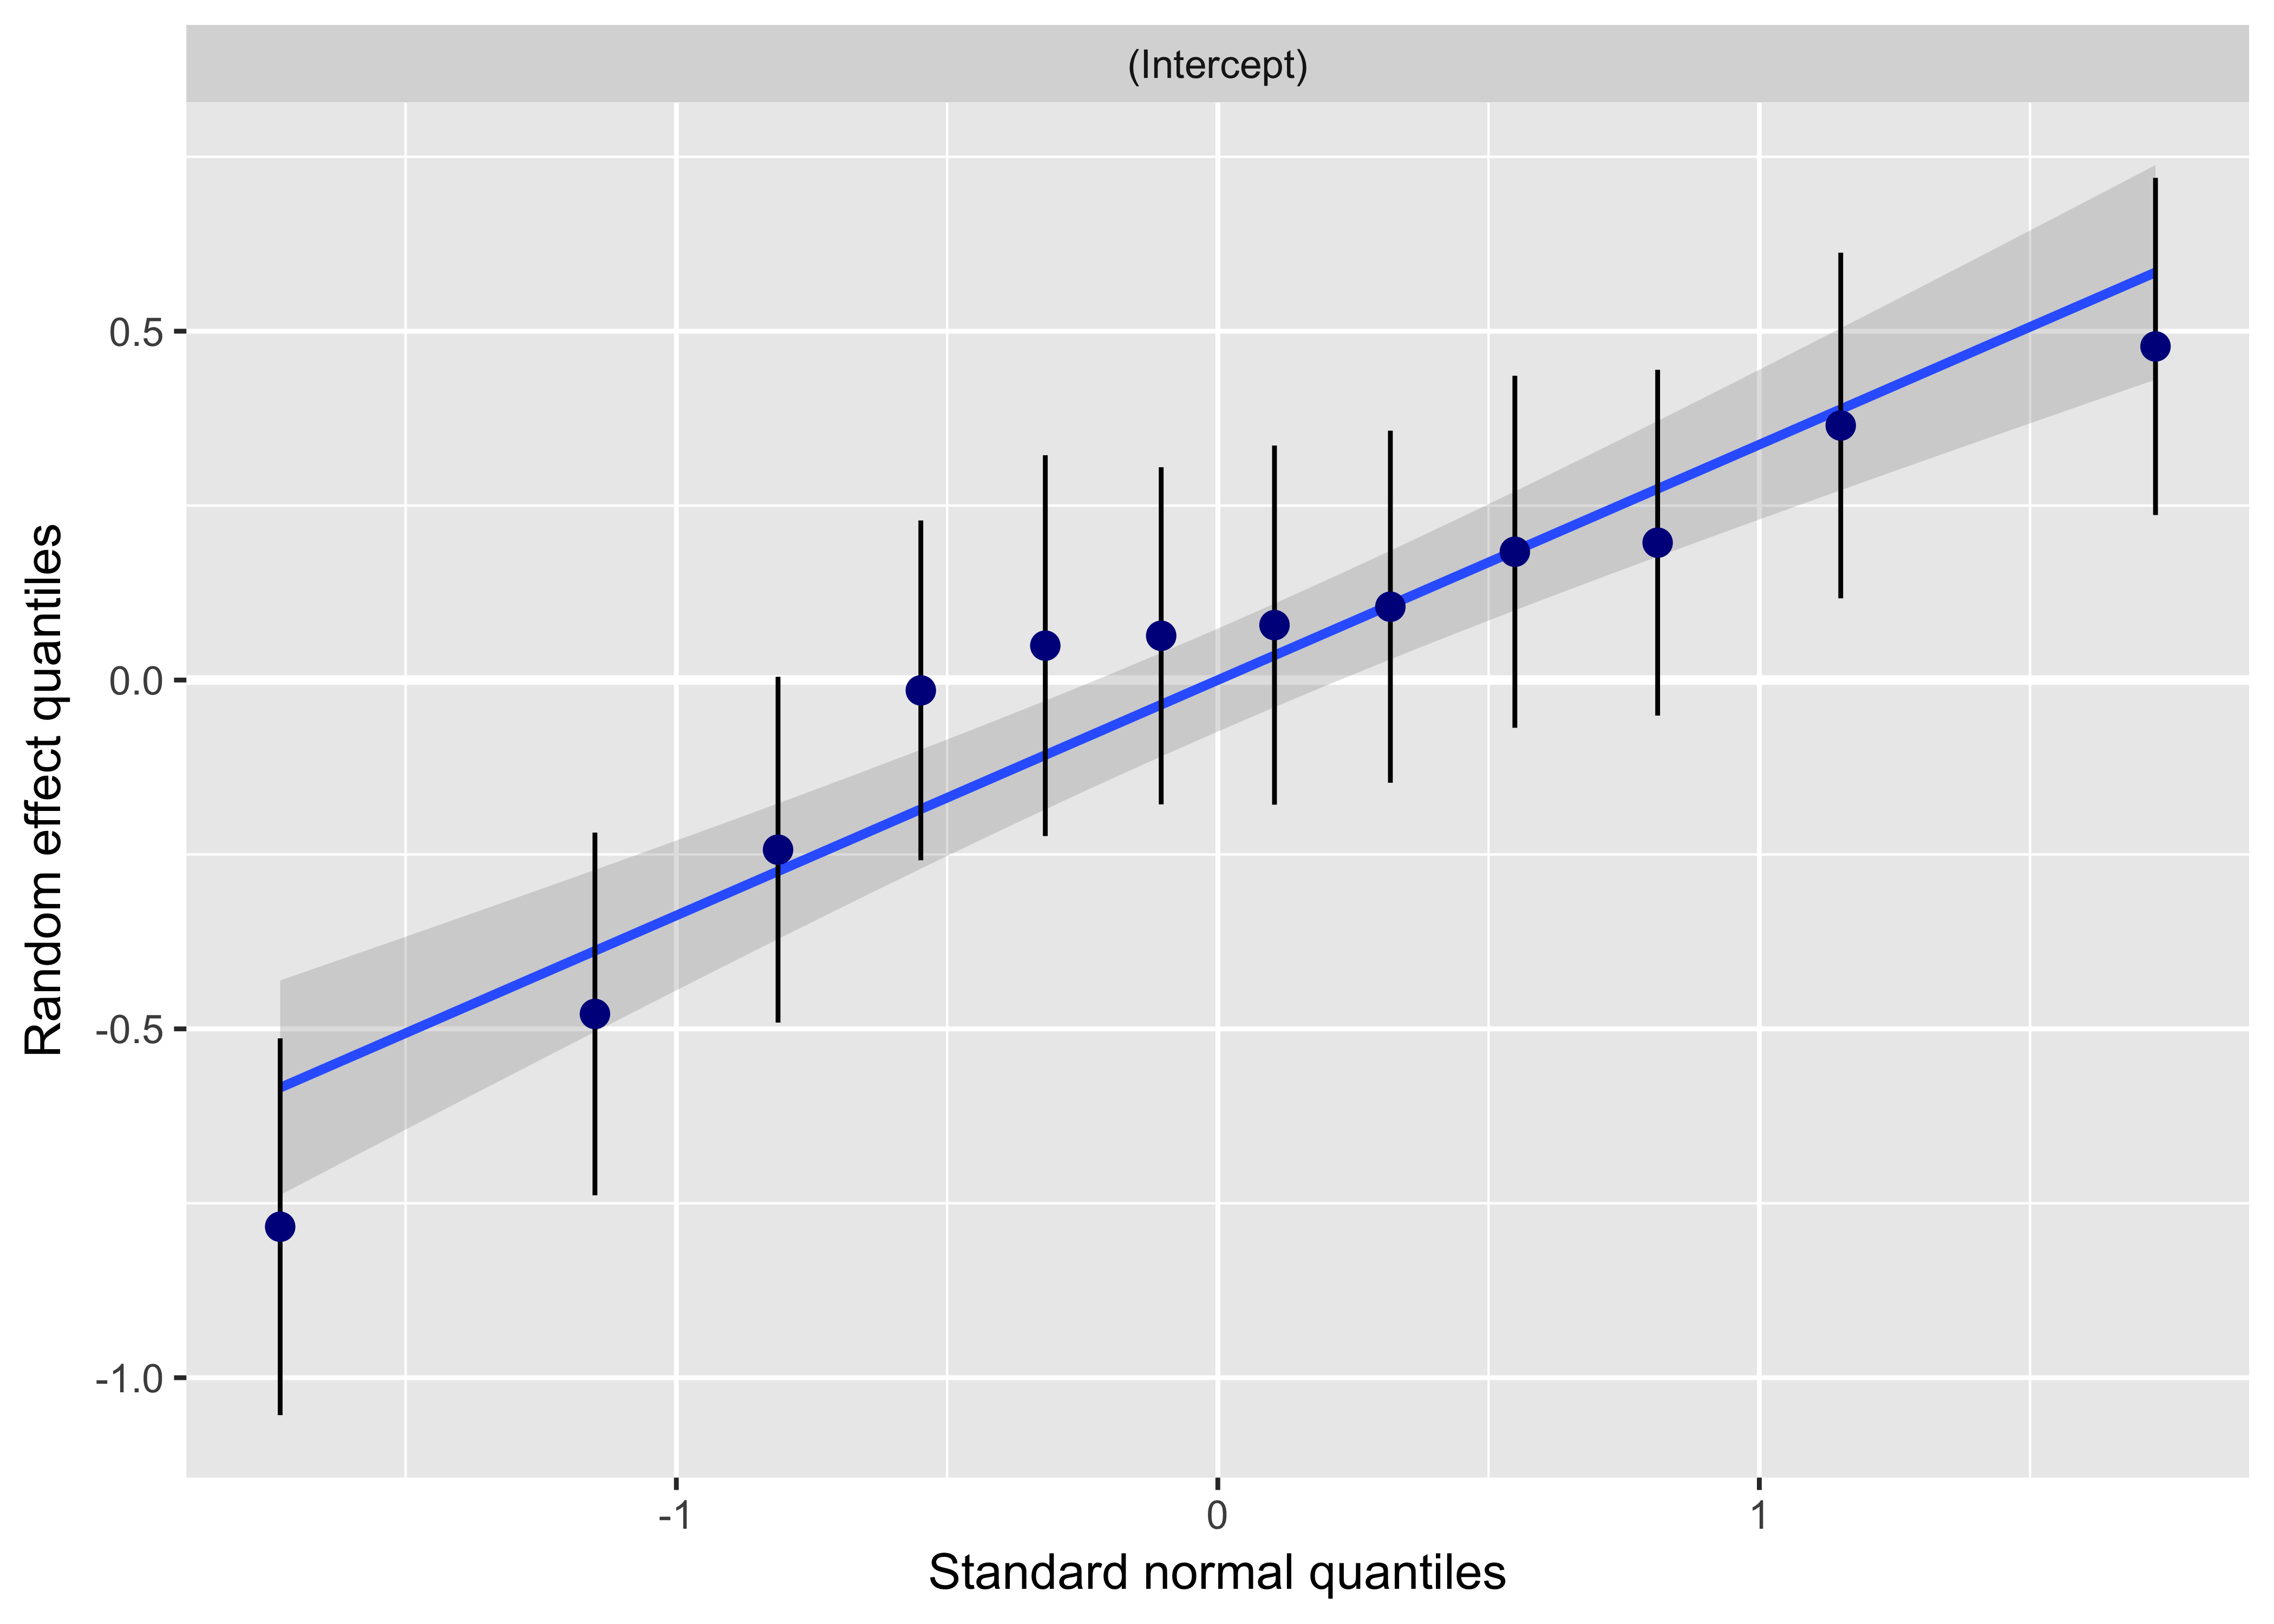 (Intercept)
Random effect quantiles
0.5
0.0
-0.5
-1.0
-1
0
1
Standard normal quantiles